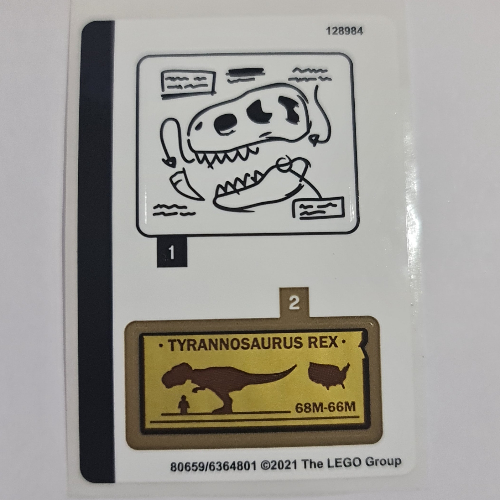 128984
1
2
· TYRANNOSAURUS REX ·
68M-66M
80659/6364801 ©2021 The LEGO Group